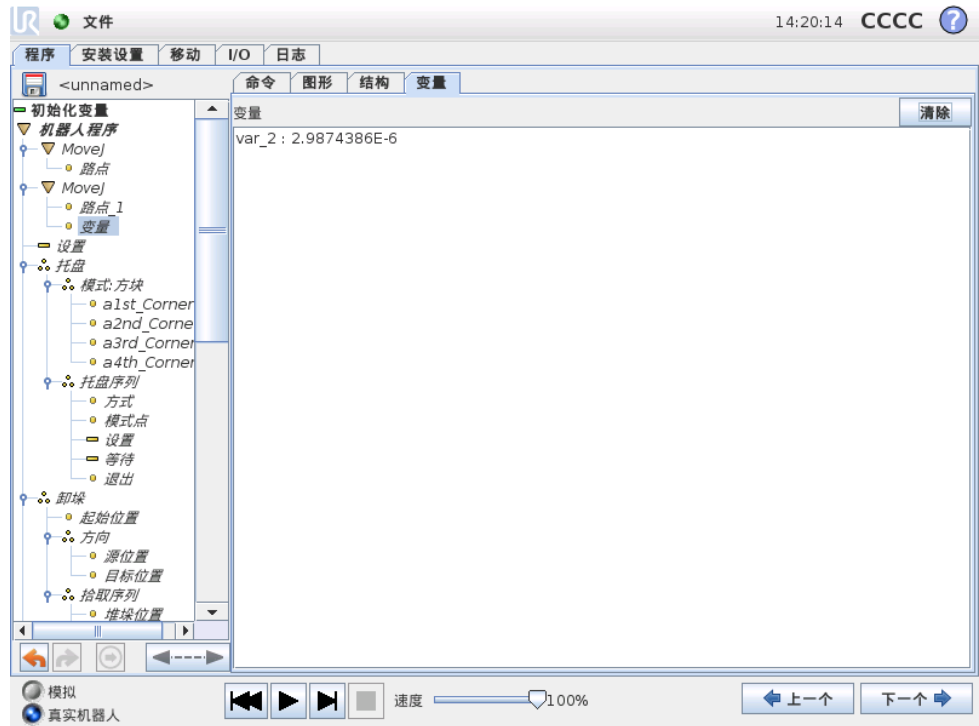 UR 文件 14:20:14 CCCC ?
程序 安装设置 移动 I/O 日志
<unnamed>
命令 图形 结构 变量
初始化变量
机器人程序
MoveJ
路点
MoveJ
路点_1
变量
设置
托盘
模式:方块
a1st_Corner
a2nd_Corne
a3rd_Corner
a4th_Corner
托盘序列
方式
模式点
设置
等待
退出
卸垛
起始位置
方向
源位置
目标位置
拾取序列
堆垛位置
变量 清除
var_2 : 2.9874386E-6
模拟
真实机器人
速度 100%
上一个 下一个